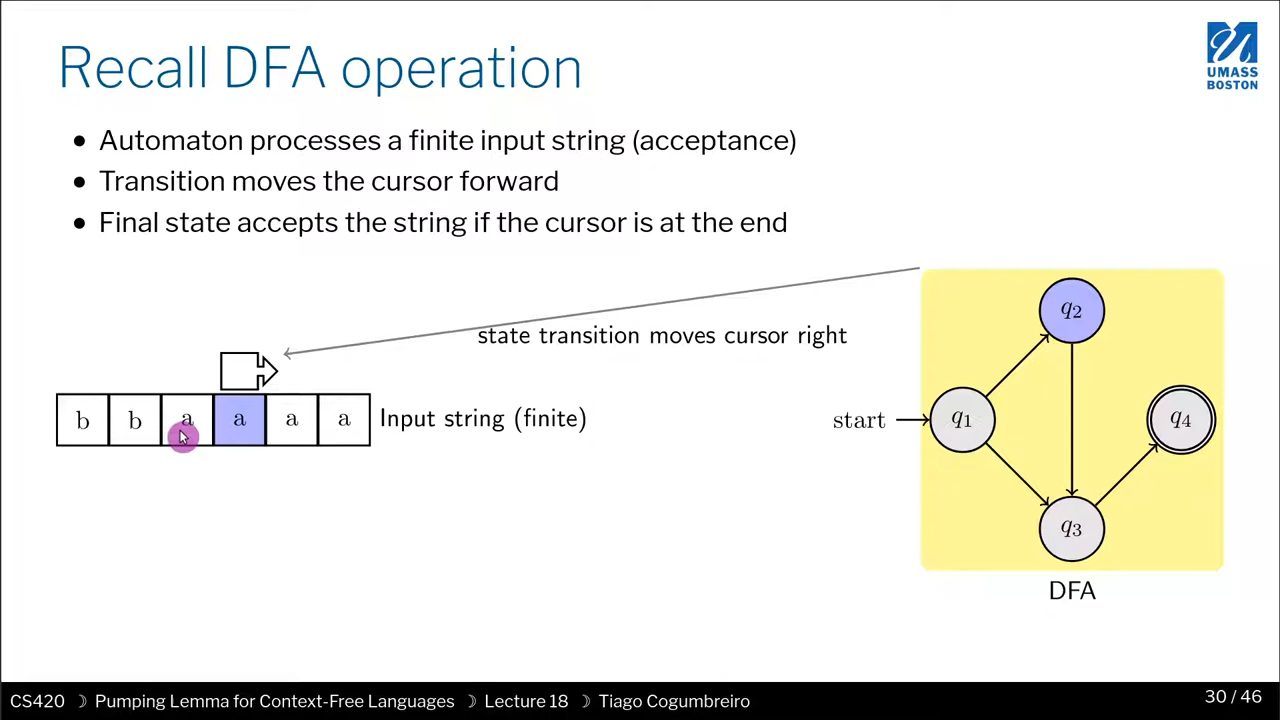 Recall DFA operation
UMASS
BOSTON
• Automaton processes a finite input string (acceptance)
• Transition moves the cursor forward
• Final state accepts the string if the cursor is at the end
state transition moves cursor right
b b a a a a Input string (finite)
start
q1
q2
q3
q4
DFA
CS420 ☽ Pumping Lemma for Context-Free Languages ☽ Lecture 18 ☽ Tiago Cogumbreiro
30 / 46